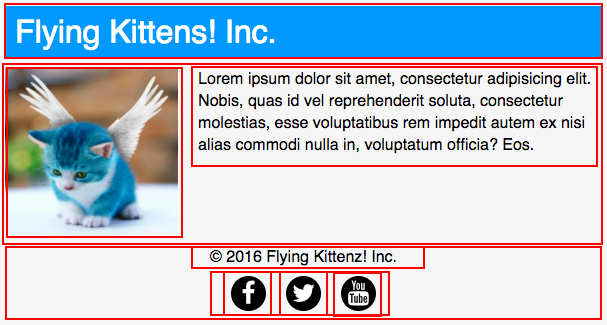 Flying Kittens! Inc.
Lorem ipsum dolor sit amet, consectetur adipisicing elit.
Nobis, quas id vel reprehenderit soluta, consectetur
molestias, esse voluptatibus rem impedit autem ex nisi
alias commodi nulla in, voluptatum officia? Eos.
© 2016 Flying Kittenz! Inc.
f
You
Tube